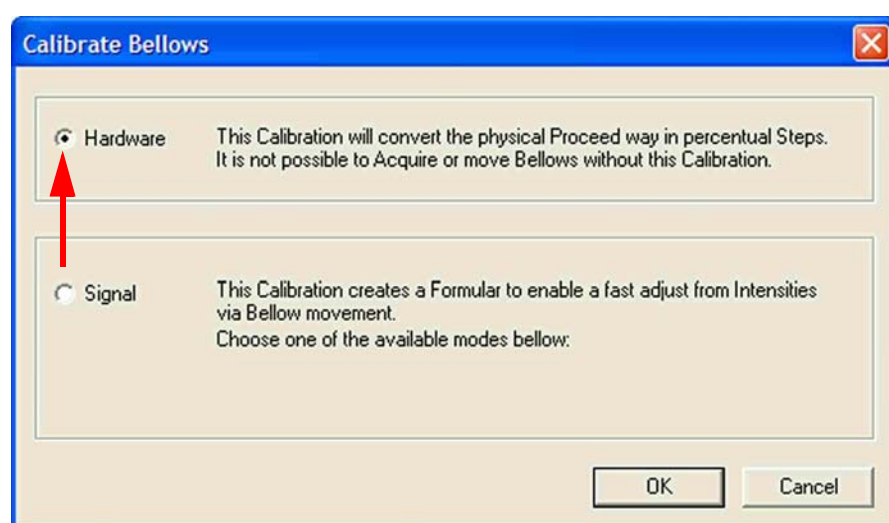 Calibrate Bellows
Hardware
This Calibration will convert the physical Proceed way in percentual Steps.
It is not possible to Acquire or move Bellows without this Calibration.
Signal
This Calibration creates a Formular to enable a fast adjust from Intensities
via Bellow movement.
Choose one of the available modes bellow:
OK
Cancel